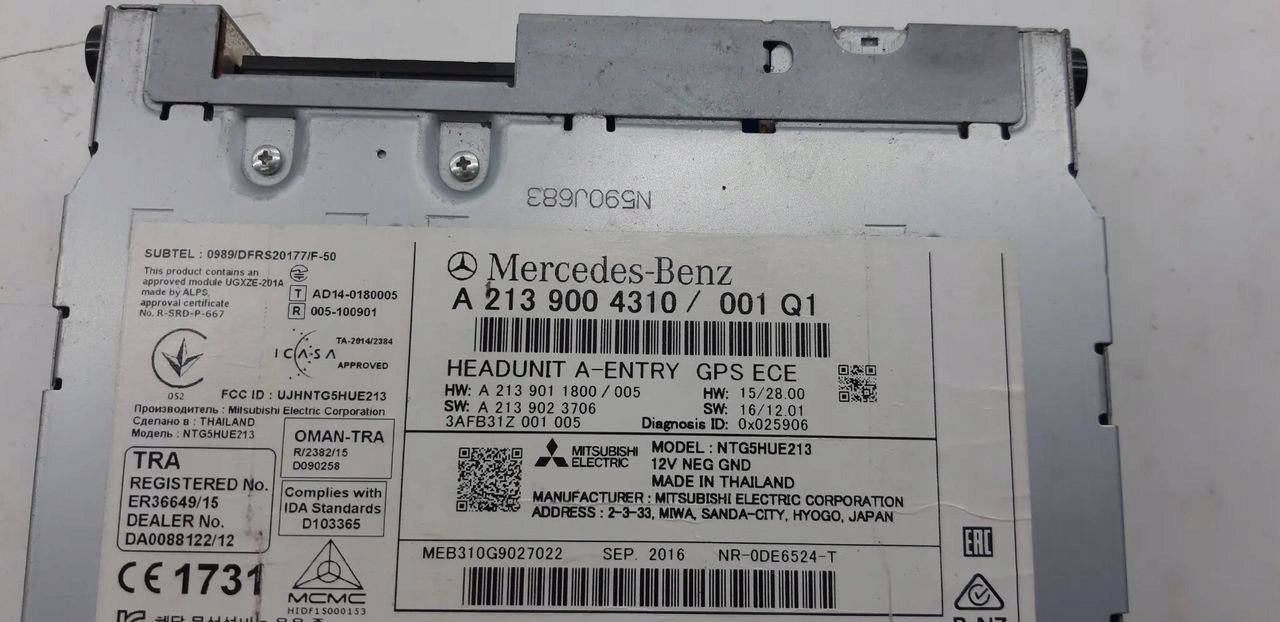 N590J683
SUBTEL : 0989/DFRS20177/F-50
This product contains an
approved module UGXZE-201A
made by ALPS,
approval certificate
No. R-SRD-P-667
T AD14-0180005
R 005-100901
052
ICASA
TA-2014/2384
APPROVED
FCC ID : UJHNTG5HUE213
Производитель : Mitsubishi Electric Corporation
Сделано в : THAILAND
Модель : NTG5HUE213
TRA
REGISTERED No.
ER36649/15
DEALER No.
DA0088122/12
OMAN-TRA
R/2382/15
D090258
Complies with
IDA Standards
D103365
CE 1731
MCMC
HIDF15000153
Mercedes-Benz
A 213 900 4310 / 001 Q1
HEADUNIT A-ENTRY GPS ECE
HW: A 213 901 1800 / 005 HW: 15/28.00
SW: A 213 902 3706 SW: 16/12.01
3AFB31Z 001 005 Diagnosis ID: 0x025906
MITSUBISHI
ELECTRIC
MODEL : NTG5HUE213
12V NEG GND
MADE IN THAILAND
MANUFACTURER : MITSUBISHI ELECTRIC CORPORATION
ADDRESS : 2-3-33, MIWA, SANDA-CITY, HYOGO, JAPAN
MEB310G9027022 SEP. 2016 NR-0DE6524-T
EAC